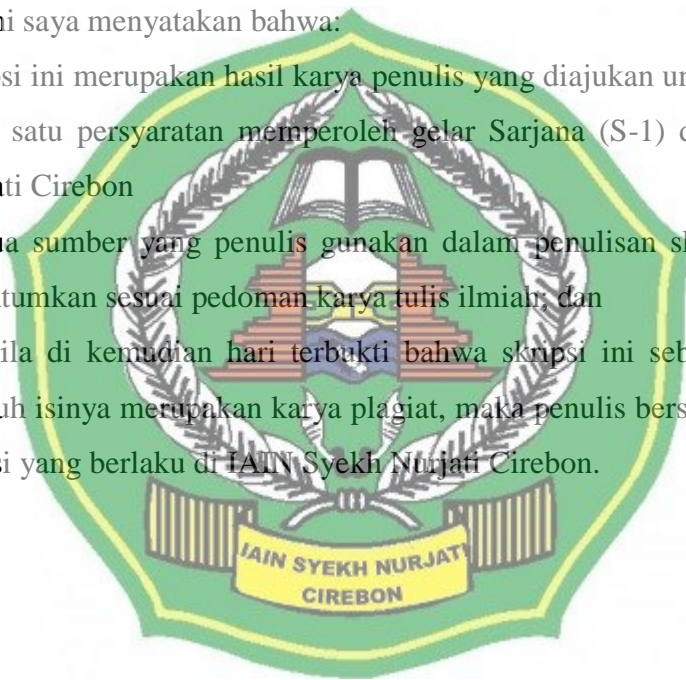 ni saya menyatakan bahwa:
si ini merupakan hasil karya penulis yang diajukan un
satu persyaratan memperoleh gelar Sarjana (S-1) d
ti Cirebon
a sumber yang penulis gunakan dalam penulisan sk
tumkan sesuai pedoman karya tulis ilmiah; dan
ila di kemudian hari terbukti bahwa skripsi ini seb
uh isinya merupakan karya plagiat, maka penulis bers
si yang berlaku di IAIN Syekh Nurjati Cirebon.
IAIN SYEKH NURJATI
CIREBON